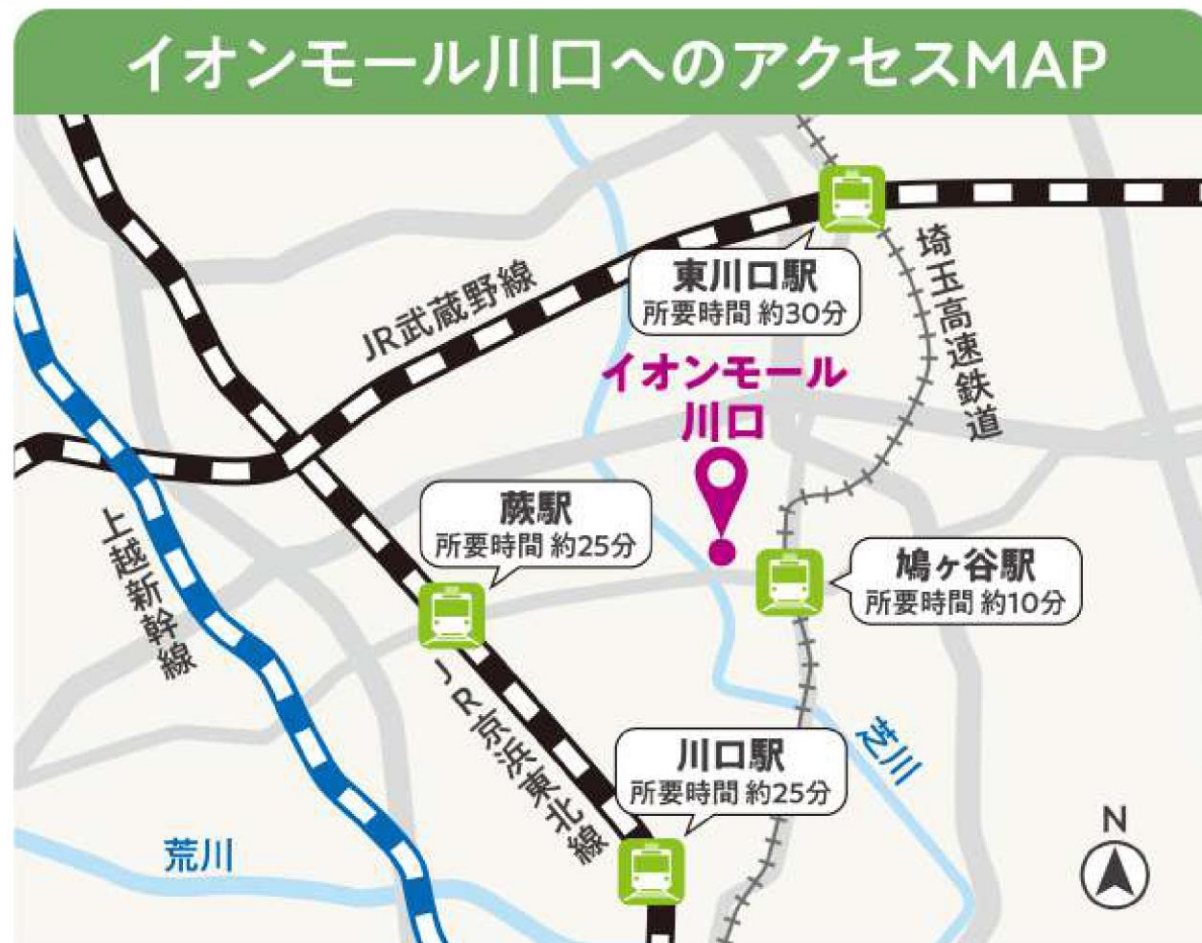 イオンモール川口へのアクセスMAP
東川口駅
所要時間 約30分
埼玉高速鉄道
JR武蔵野線
イオンモール
川口
蕨駅
所要時間 約25分
上越新幹線
鳩ヶ谷駅
所要時間 約10分
JR京浜東北線
川口駅
所要時間 約25分
芝川
荒川
N